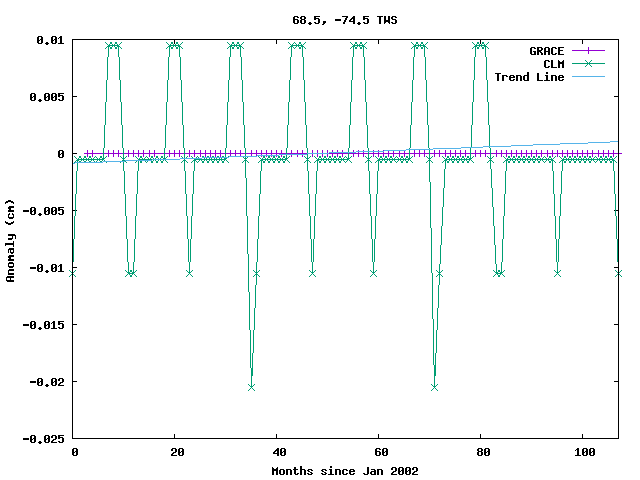 68.5, -74.5 TWS
GRACE
CLM
Trend Line
0.01
0.005
0
-0.005
-0.01
-0.015
-0.02
-0.025
Anomaly (cm)
0 20 40 60 80 100
Months since Jan 2002